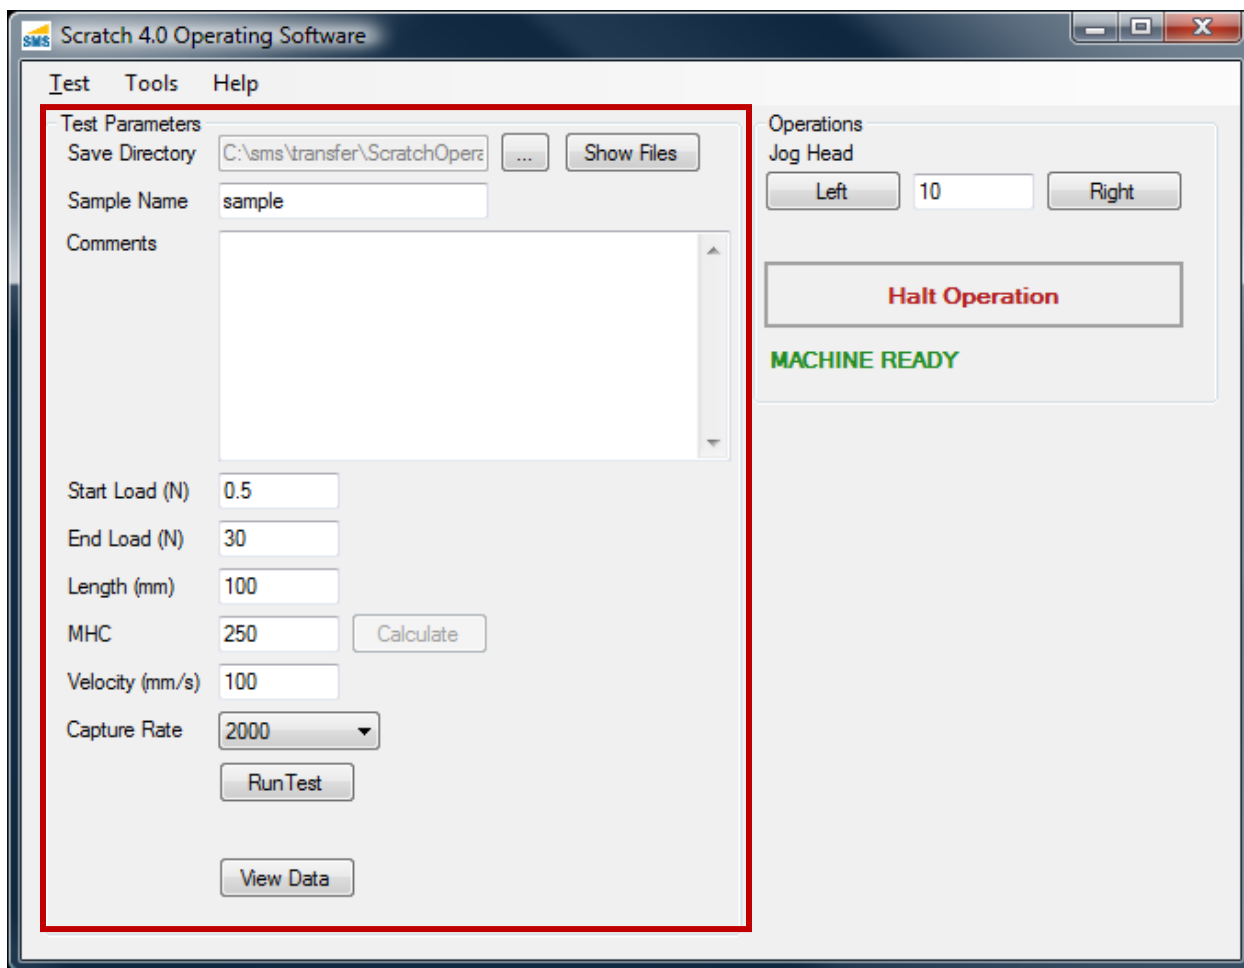 SMS Scratch 4.0 Operating Software
Test Tools Help
Test Parameters
Save Directory C:\sms\transfer\ScratchOpera ... Show Files
Sample Name sample
Comments
Start Load (N) 0.5
End Load (N) 30
Length (mm) 100
MHC 250 Calculate
Velocity (mm/s) 100
Capture Rate 2000
RunTest
View Data
Operations
Jog Head
Left 10 Right
Halt Operation
MACHINE READY